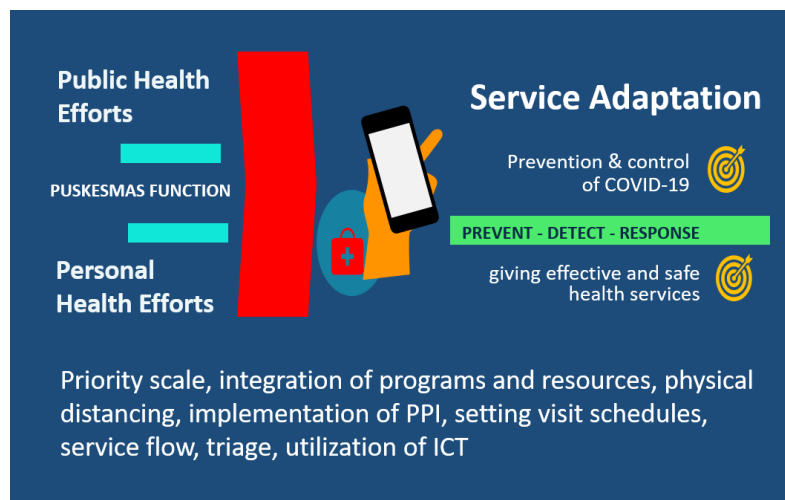 Public Health
Efforts
PUSKESMAS FUNCTION
Personal
Health Efforts
Service Adaptation
Prevention & control
of COVID-19
PREVENT - DETECT - RESPONSE
giving effective and safe
health services
Priority scale, integration of programs and resources, physical
distancing, implementation of PPI, setting visit schedules,
service flow, triage, utilization of ICT